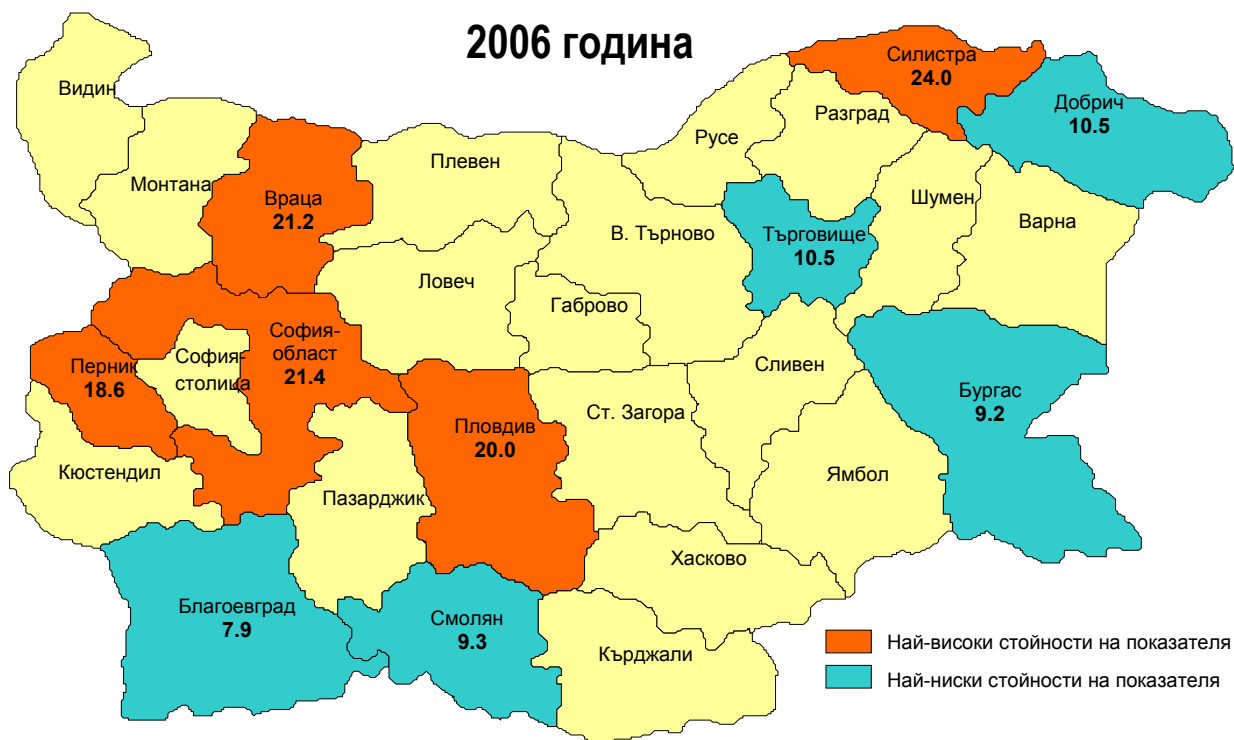 2006 година
Силистра
24.0
Видин
Добрич
10.5
Разград
Русе
Плевен
Монтана
Враца
21.2
Шумен
Варна
В. Търново
Търговище
10.5
Ловеч
Габрово
София-
област
21.4
Перник
18.6
София-
столица
Сливен
Бургас
9.2
Ст. Загора
Пловдив
20.0
Кюстендил
Ямбол
Пазарджик
Хасково
Благоевград
7.9
Смолян
9.3
Кърджали
Най-високи стойности на показателя
Най-ниски стойности на показателя